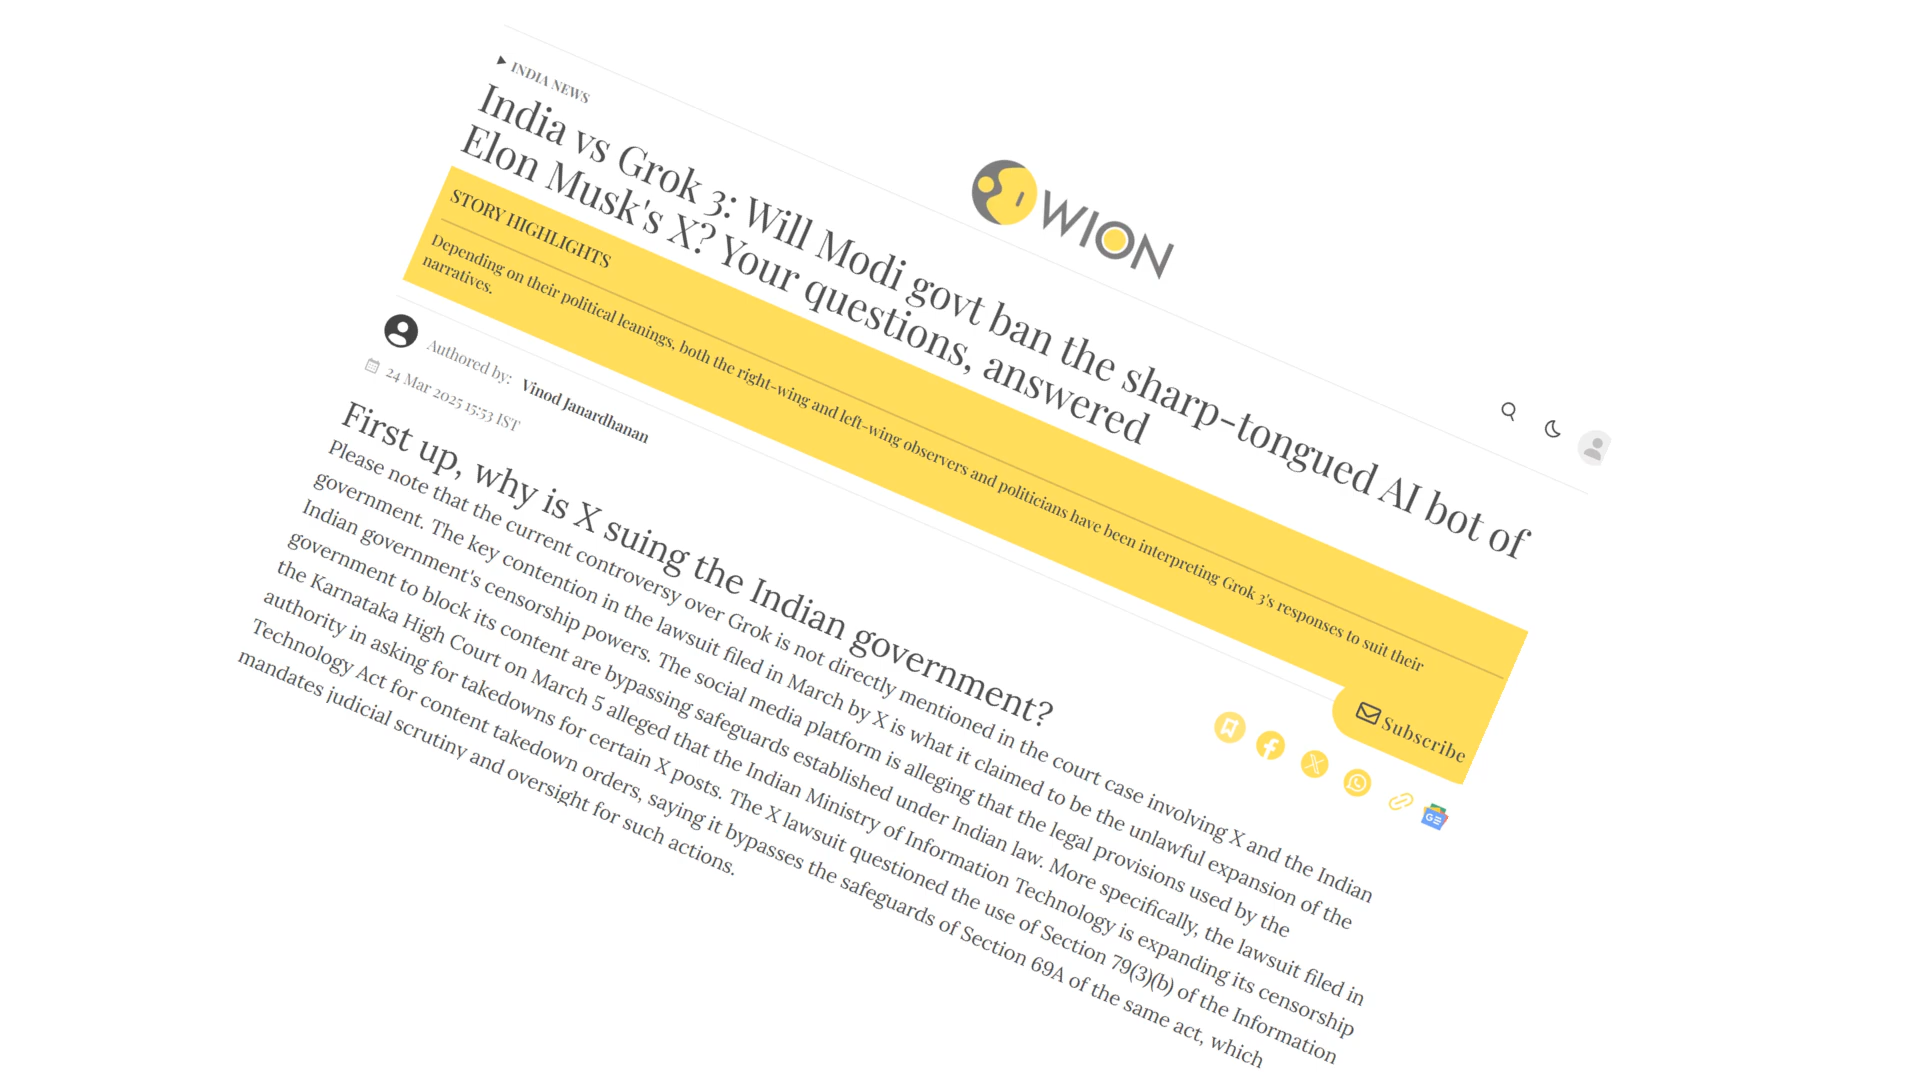 WION
INDIA NEWS
India vs Grok 3: Will Modi govt ban the sharp-tongued AI bot of
Elon Musk's X? Your questions, answered
STORY HIGHLIGHTS
Depending on their political leanings, both the right-wing and left-wing observers and politicians have been interpreting Grok 3's responses to suit their
narratives.
Subscribe
Authored by: Vinod Janardhanan
24 Mar 2025 15:53 IST
First up, why is X suing the Indian government?
Please note that the current controversy over Grok is not directly mentioned in the court case involving X and the Indian
government. The key contention in the lawsuit filed in March by X is what it claimed to be the unlawful expansion of the
Indian government's censorship powers. The social media platform is alleging that the legal provisions used by the
government to block its content are bypassing safeguards established under Indian law. More specifically, the lawsuit filed in
the Karnataka High Court on March 5 alleged that the Indian Ministry of Information Technology is expanding its censorship
authority in asking for takedowns for certain X posts. The X lawsuit questioned the use of Section 79(3)(b) of the Information
Technology Act for content takedown orders, saying it bypasses the safeguards of Section 69A of the same act, which
mandates judicial scrutiny and oversight for such actions.